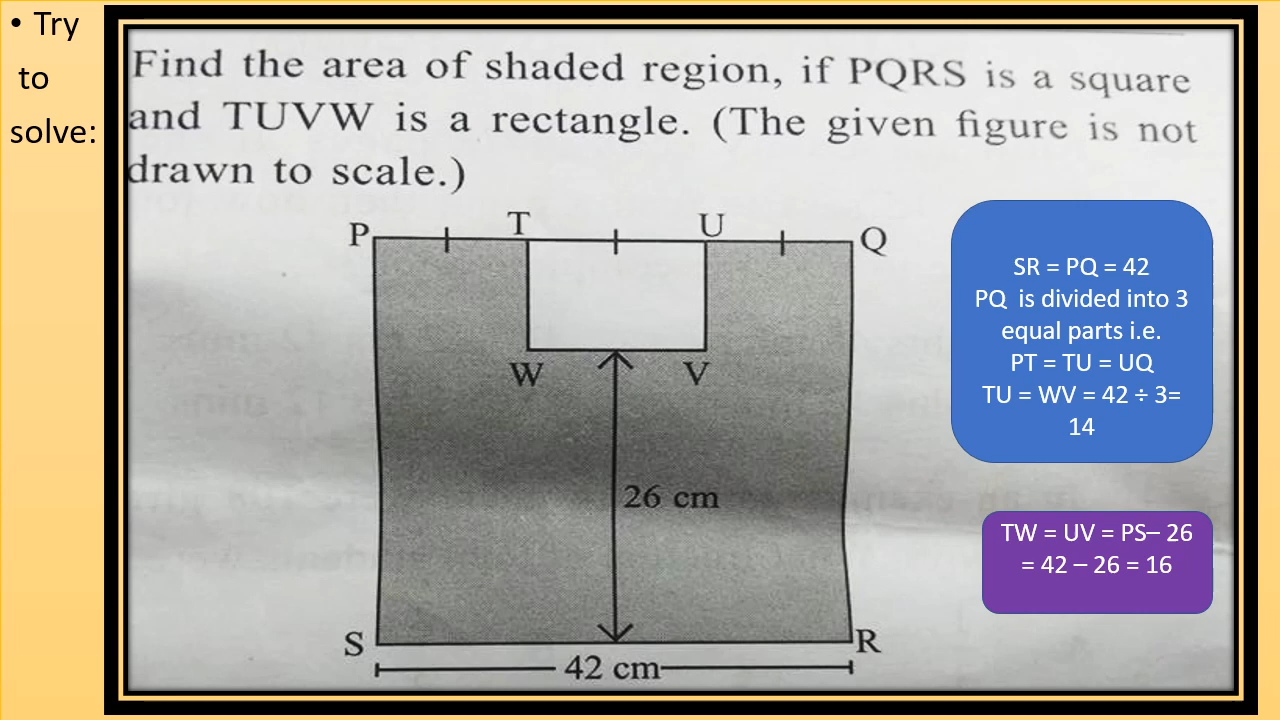 • Try
to
solve:
Find the area of shaded region, if PQRS is a square
and TUVW is a rectangle. (The given figure is not
drawn to scale.)
P T U Q
W V
26 cm
S R
42 cm
SR = PQ = 42
PQ is divided into 3
equal parts i.e.
PT = TU = UQ
TU = WV = 42 ÷ 3=
14
TW = UV = PS– 26
= 42 – 26 = 16